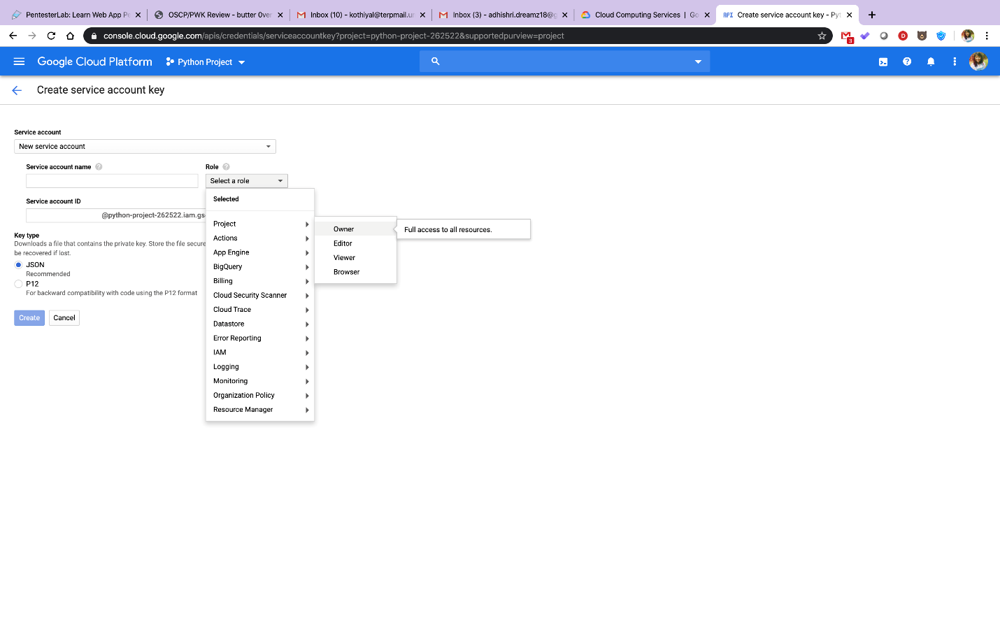 PentesterLab: Learn Web App Pe
OSCP/PWK Review - butter 0ver
Inbox (10) - kothiyal@terpmail.um
Inbox (3) - adhishri.dreamz18@g
Cloud Computing Services | Go
API Create service account key - Pyt
console.cloud.google.com/apis/credentials/serviceaccountkey?project=python-project-262522&supportedpurview=project
3
D
Google Cloud Platform
Python Project
Create service account key
Service account
New service account
Service account name
Role
Select a role
Service account ID
@python-project-262522.iam.gs
Key type
Downloads a file that contains the private key. Store the file secure
be recovered if lost.
JSON
Recommended
P12
For backward compatibility with code using the P12 format
Create
Cancel
Selected
Project
Actions
App Engine
BigQuery
Billing
Cloud Security Scanner
Cloud Trace
Datastore
Error Reporting
IAM
Logging
Monitoring
Organization Policy
Resource Manager
Owner
Editor
Viewer
Browser
Full access to all resources.